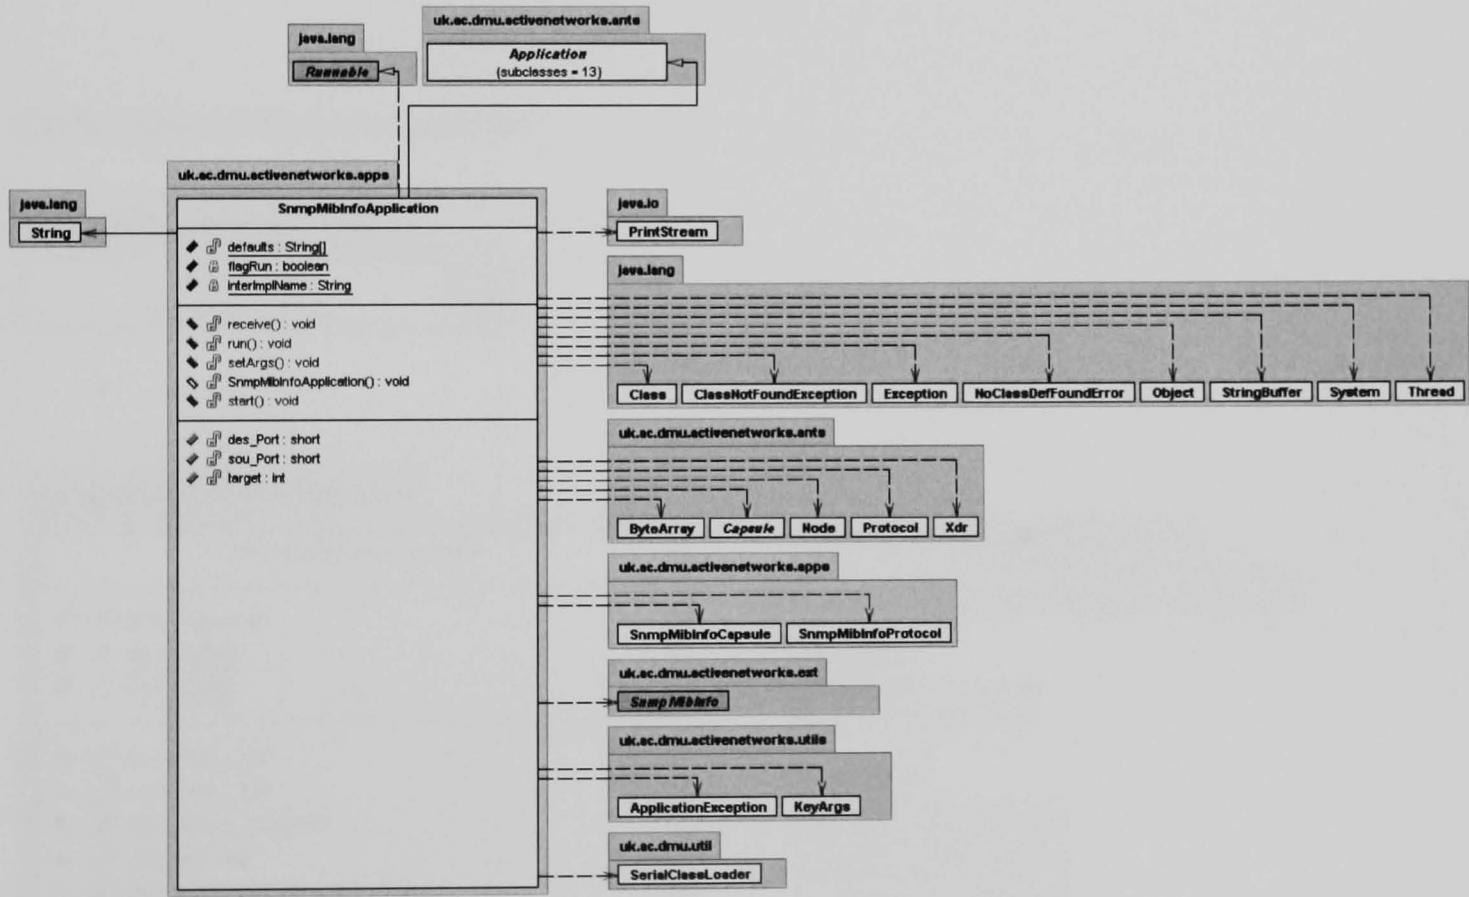 uk.ac.dmu.activenetworks.ants
java.lang
Application
(subclasses = 13)
Runnable
uk.ac.dmu.activenetworks.apps
java.lang
String
SnmpMibInfoApplication
defaults : String[]
flagRun : boolean
interImplName : String
receive() : void
run() : void
setArgs() : void
SnmpMibInfoApplication() : void
start() : void
des_Port : short
sou_Port : short
target : int
java.io
PrintStream
java.lang
Class ClassNotFoundException Exception NoClassDefFoundError Object StringBuffer System Thread
uk.ac.dmu.activenetworks.ants
ByteArray Capsule Node Protocol Xdr
uk.ac.dmu.activenetworks.apps
SnmpMibInfoCapsule SnmpMibInfoProtocol
uk.ac.dmu.activenetworks.ext
SnmpMibInfo
uk.ac.dmu.activenetworks.utils
ApplicationException KeyArgs
uk.ac.dmu.util
SerialClassLoader